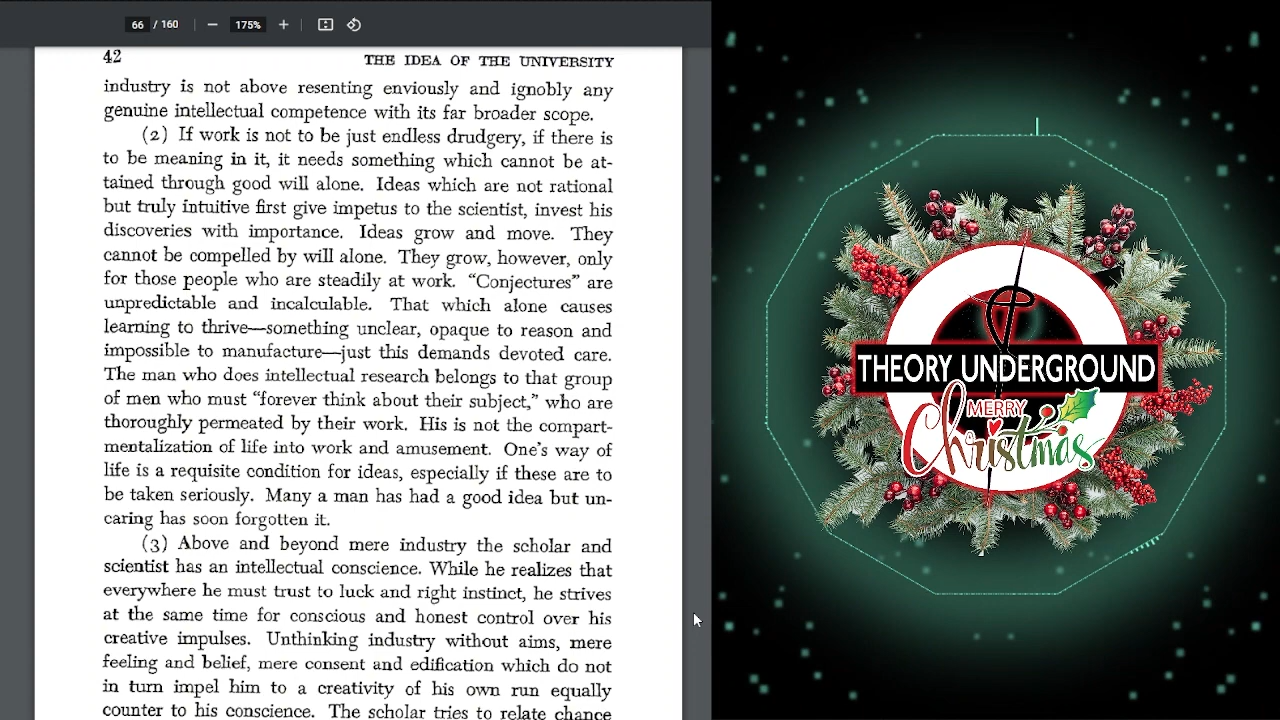 66 / 160
175%
42
THE IDEA OF THE UNIVERSITY
industry is not above resenting enviously and ignobly any
genuine intellectual competence with its far broader scope.
(2) If work is not to be just endless drudgery, if there is
to be meaning in it, it needs something which cannot be at-
tained through good will alone. Ideas which are not rational
but truly intuitive first give impetus to the scientist, invest his
discoveries with importance. Ideas grow and move. They
cannot be compelled by will alone. They grow, however, only
for those people who are steadily at work. “Conjectures” are
unpredictable and incalculable. That which alone causes
learning to thrive—something unclear, opaque to reason and
impossible to manufacture—just this demands devoted care.
The man who does intellectual research belongs to that group
of men who must “forever think about their subject,” who are
thoroughly permeated by their work. His is not the compart-
mentalization of life into work and amusement. One’s way of
life is a requisite condition for ideas, especially if these are to
be taken seriously. Many a man has had a good idea but un-
caring has soon forgotten it.
(3) Above and beyond mere industry the scholar and
scientist has an intellectual conscience. While he realizes that
everywhere he must trust to luck and right instinct, he strives
at the same time for conscious and honest control over his
creative impulses. Unthinking industry without aims, mere
feeling and belief, mere consent and edification which do not
in turn impel him to a creativity of his own run equally
counter to his conscience. The scholar tries to relate chance
THEORY UNDERGROUND
MERRY
Christmas